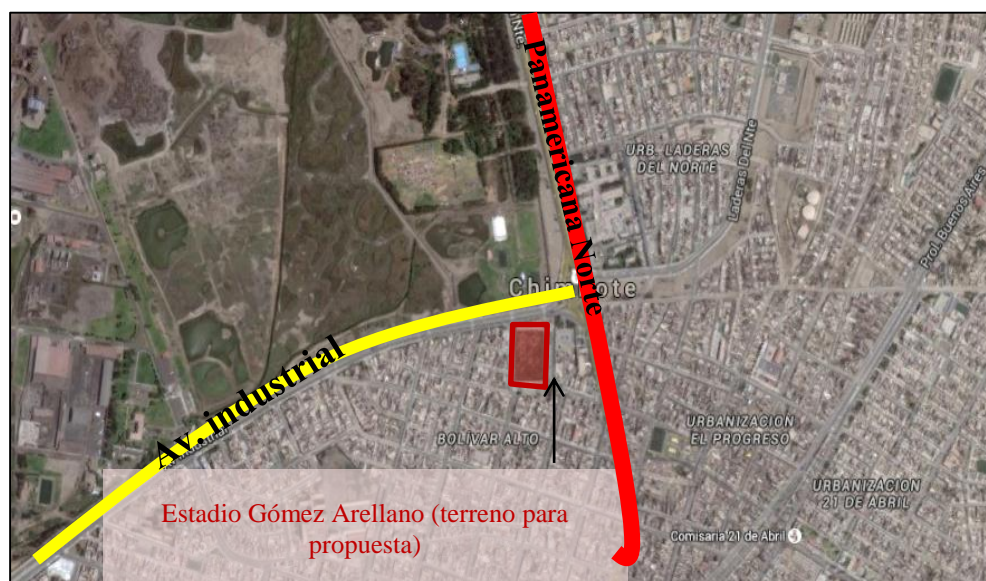 Nte.
Panamericana Norte
URB. LADERAS
DEL NORTE
Laderas Del Nte
Prol. Buenos Aires
Chimbote
Av. industrial
BOLIVAR ALTO
URBANIZACION
EL PROGRESO
URBANIZACION
21 DE ABRIL
Comisaria 21 de Abril
Estadio Gómez Arellano (terreno para
propuesta)